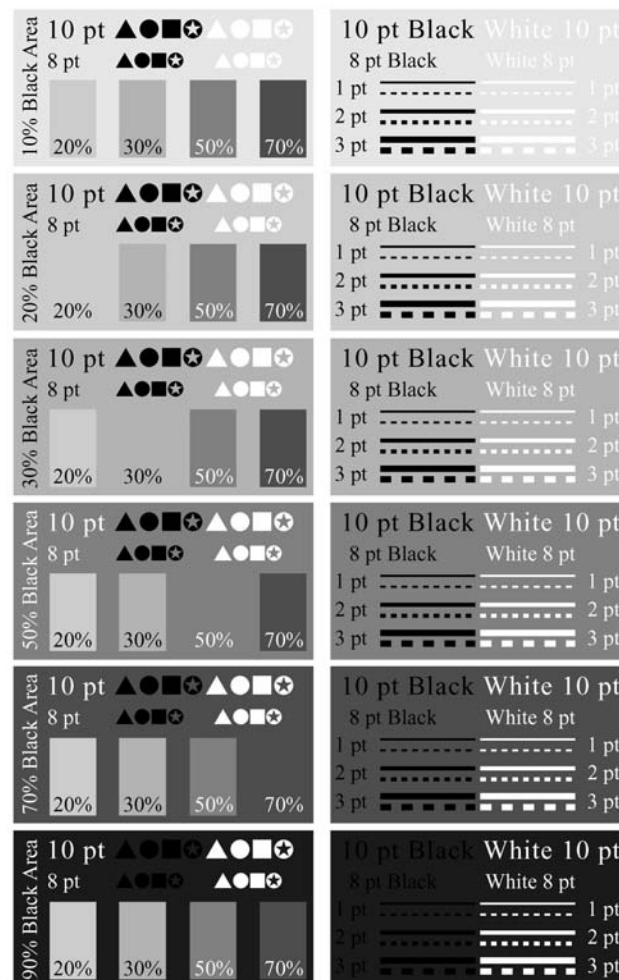 10% Black Area
10 pt
8 pt
20% 30% 50% 70%
10 pt Black White 10 pt
8 pt Black White 8 pt
1 pt 1 pt
2 pt 2 pt
3 pt 3 pt
20% Black Area
10 pt
8 pt
20% 30% 50% 70%
10 pt Black White 10 pt
8 pt Black White 8 pt
1 pt 1 pt
2 pt 2 pt
3 pt 3 pt
30% Black Area
10 pt
8 pt
20% 30% 50% 70%
10 pt Black White 10 pt
8 pt Black White 8 pt
1 pt 1 pt
2 pt 2 pt
3 pt 3 pt
50% Black Area
10 pt
8 pt
20% 30% 50% 70%
10 pt Black White 10 pt
8 pt Black White 8 pt
1 pt 1 pt
2 pt 2 pt
3 pt 3 pt
70% Black Area
10 pt
8 pt
20% 30% 50% 70%
10 pt Black White 10 pt
8 pt Black White 8 pt
1 pt 1 pt
2 pt 2 pt
3 pt 3 pt
90% Black Area
10 pt
8 pt
20% 30% 50% 70%
10 pt Black White 10 pt
8 pt Black White 8 pt
1 pt 1 pt
2 pt 2 pt
3 pt 3 pt